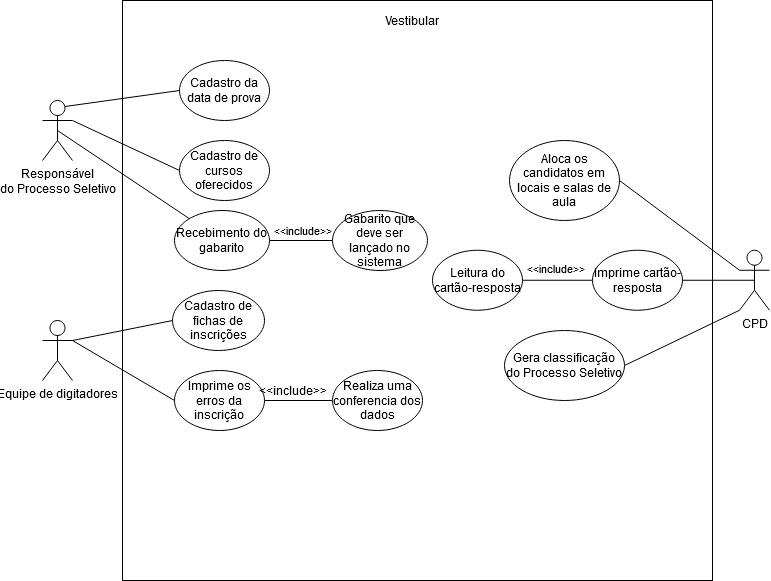 Vestibular
Cadastro da
data de prova
Responsável
do Processo Seletivo
Cadastro de
cursos
oferecidos
Recebimento do
gabarito
<<include>>
Gabarito que
deve ser
lançado no
sistema
Aloca os
candidatos em
locais e salas de
aula
Leitura do
cartão-resposta
<<include>>
Imprime cartão-
resposta
CPD
Gera classificação
do Processo Seletivo
Cadastro de
fichas de
inscrições
Equipe de digitadores
Imprime os
erros da
inscrição
<<include>>
Realiza uma
conferencia dos
dados